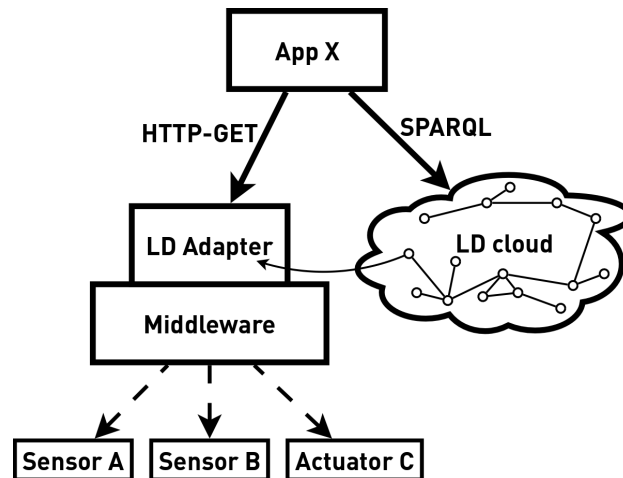 App X
HTTP-GET
SPARQL
LD Adapter
LD cloud
Middleware
Sensor A
Sensor B
Actuator C